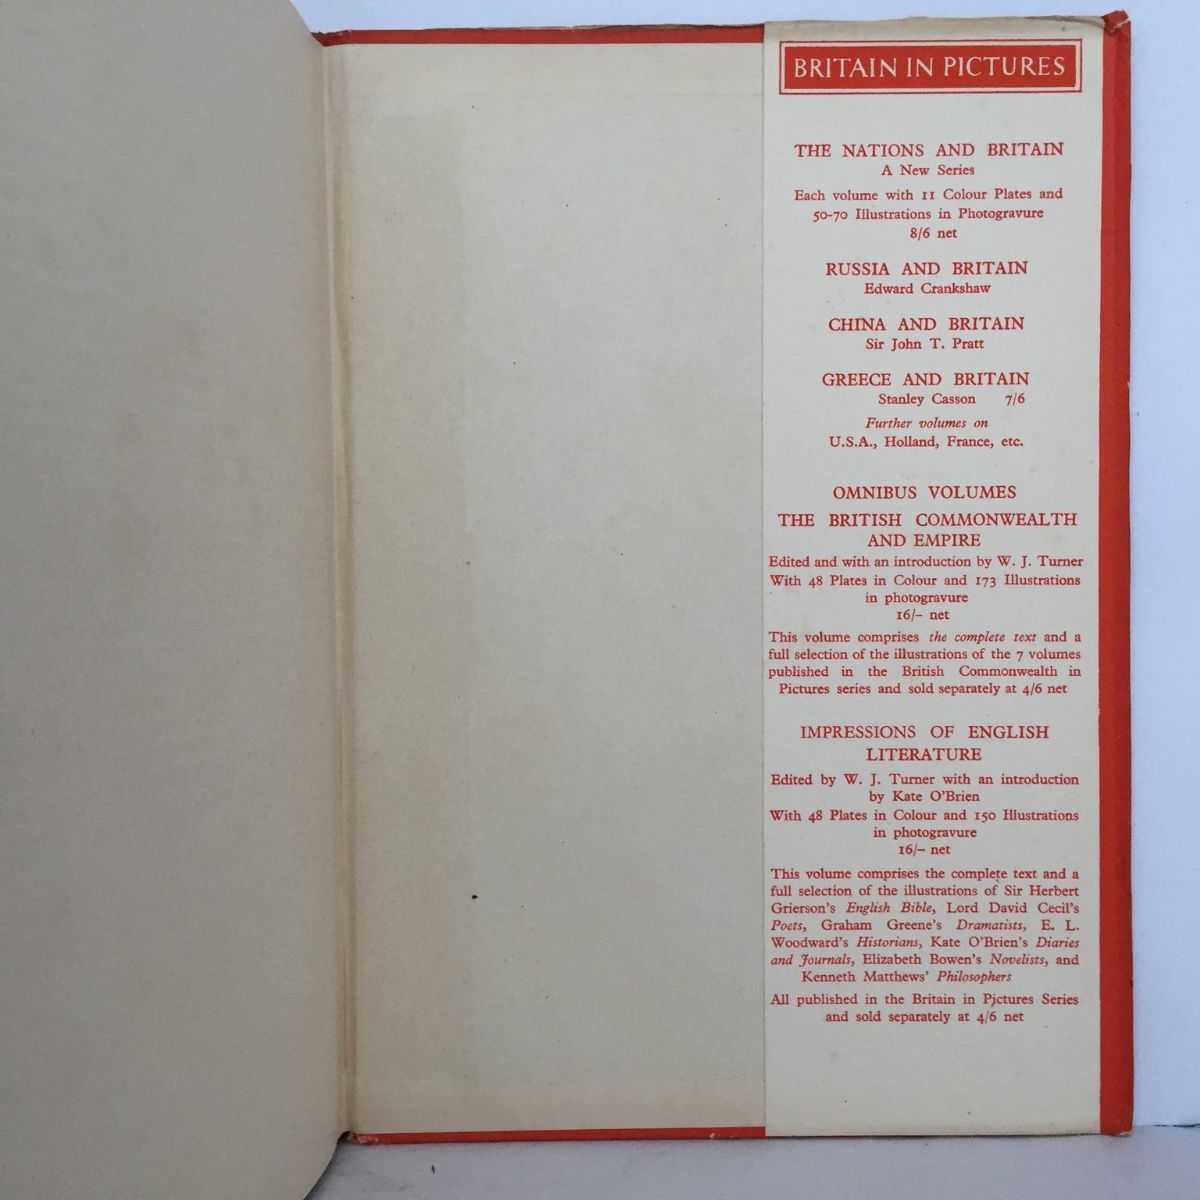 BRITAIN IN PICTURES
THE NATIONS AND BRITAIN
A New Series
Each volume with 11 Colour Plates and
50-70 Illustrations in Photogravure
8/6 net
RUSSIA AND BRITAIN
Edward Crankshaw
CHINA AND BRITAIN
Sir John T. Pratt
GREECE AND BRITAIN
Stanley Casson 7/6
Further volumes on
U.S.A., Holland, France, etc.
OMNIBUS VOLUMES
THE BRITISH COMMONWEALTH
AND EMPIRE
Edited and with an introduction by W. J. Turner
With 48 Plates in Colour and 173 Illustrations
in photogravure
16/– net
This volume comprises the complete text and a
full selection of the illustrations of the 7 volumes
published in the British Commonwealth in
Pictures series and sold separately at 4/6 net
IMPRESSIONS OF ENGLISH
LITERATURE
Edited by W. J. Turner with an introduction
by Kate O'Brien
With 48 Plates in Colour and 150 Illustrations
in photogravure
16/– net
This volume comprises the complete text and a
full selection of the illustrations of Sir Herbert
Grierson's English Bible, Lord David Cecil's
Poets, Graham Greene's Dramatists, E. L.
Woodward's Historians, Kate O'Brien's Diaries
and Journals, Elizabeth Bowen's Novelists, and
Kenneth Matthews' Philosophers
All published in the Britain in Pictures Series
and sold separately at 4/6 net